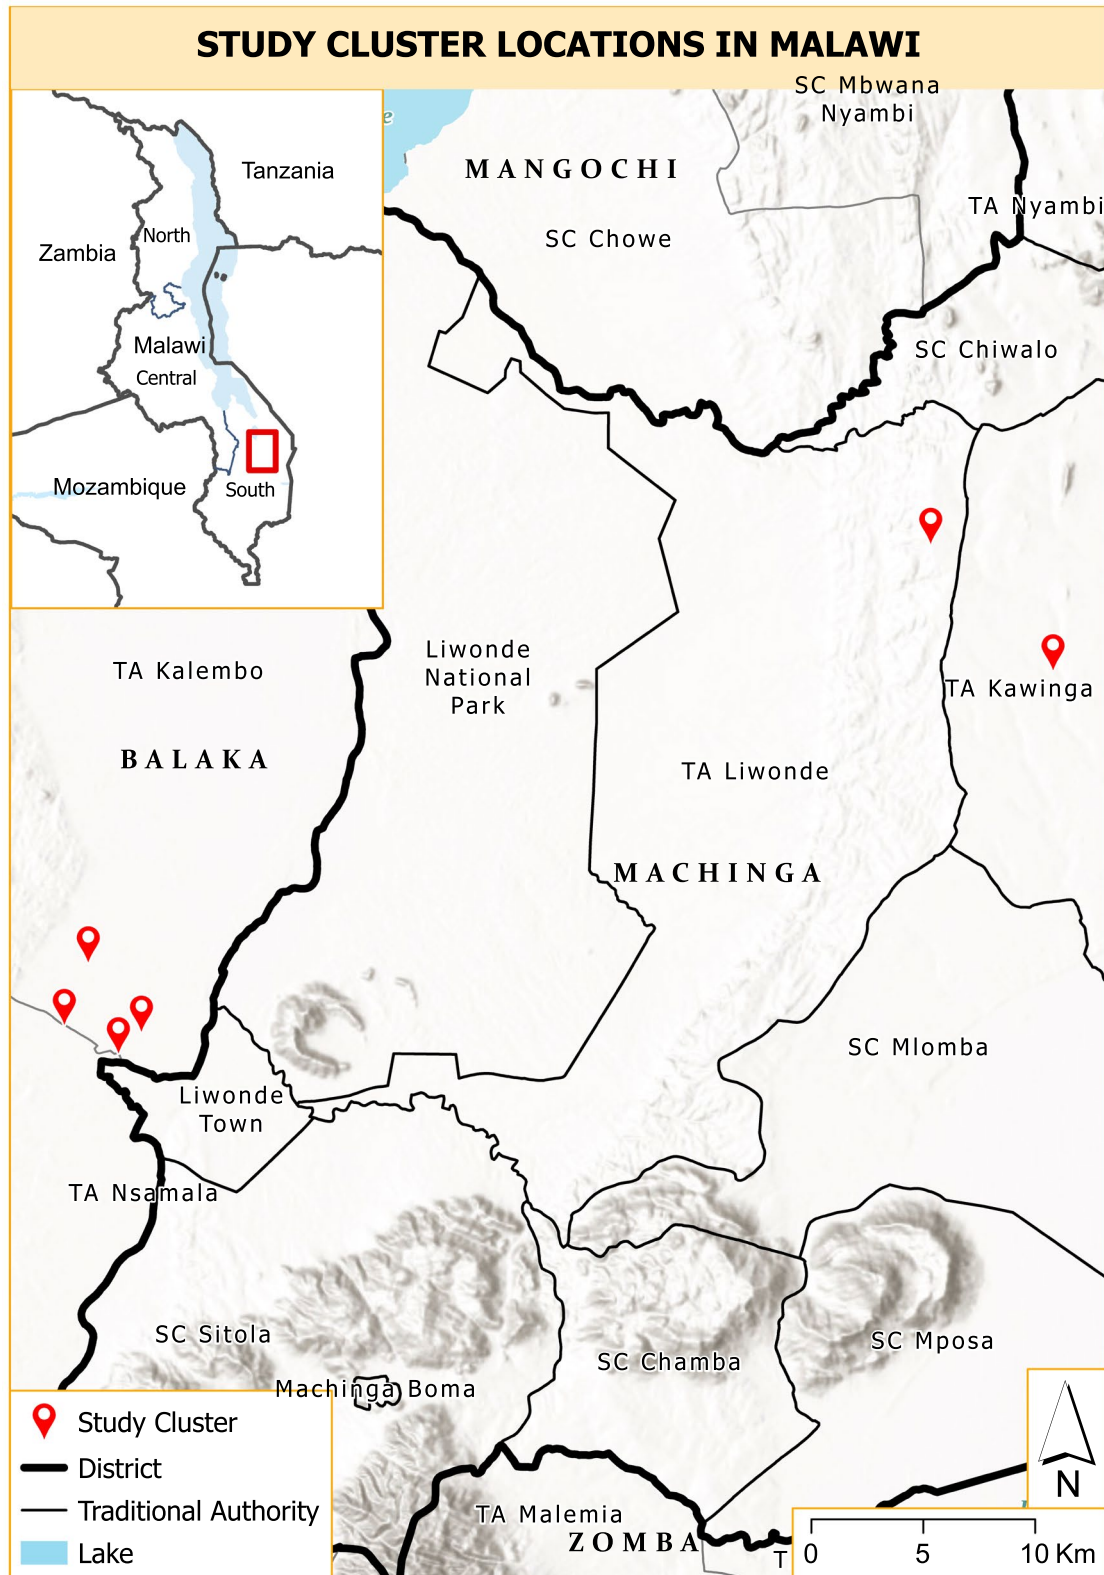 STUDY CLUSTER LOCATIONS IN MALAWI
SC Mbwana
Nyambi
Tanzania
MANGOCHI
TA Nyambi
North
Zambia
SC Chowe
Malawi
Central
SC Chiwalo
Mozambique
South
Liwonde
National
Park
TA Kalembo
TA Kawinga
BALAKA
TA Liwonde
MACHINGA
SC Mlomba
Liwonde
Town
TA Nsamala
SC Sitola
SC Mposa
SC Chamba
Machinga Boma
Study Cluster
District
Traditional Authority
Lake
TA Malemia
ZOMBA
T
N
0 5 10 Km